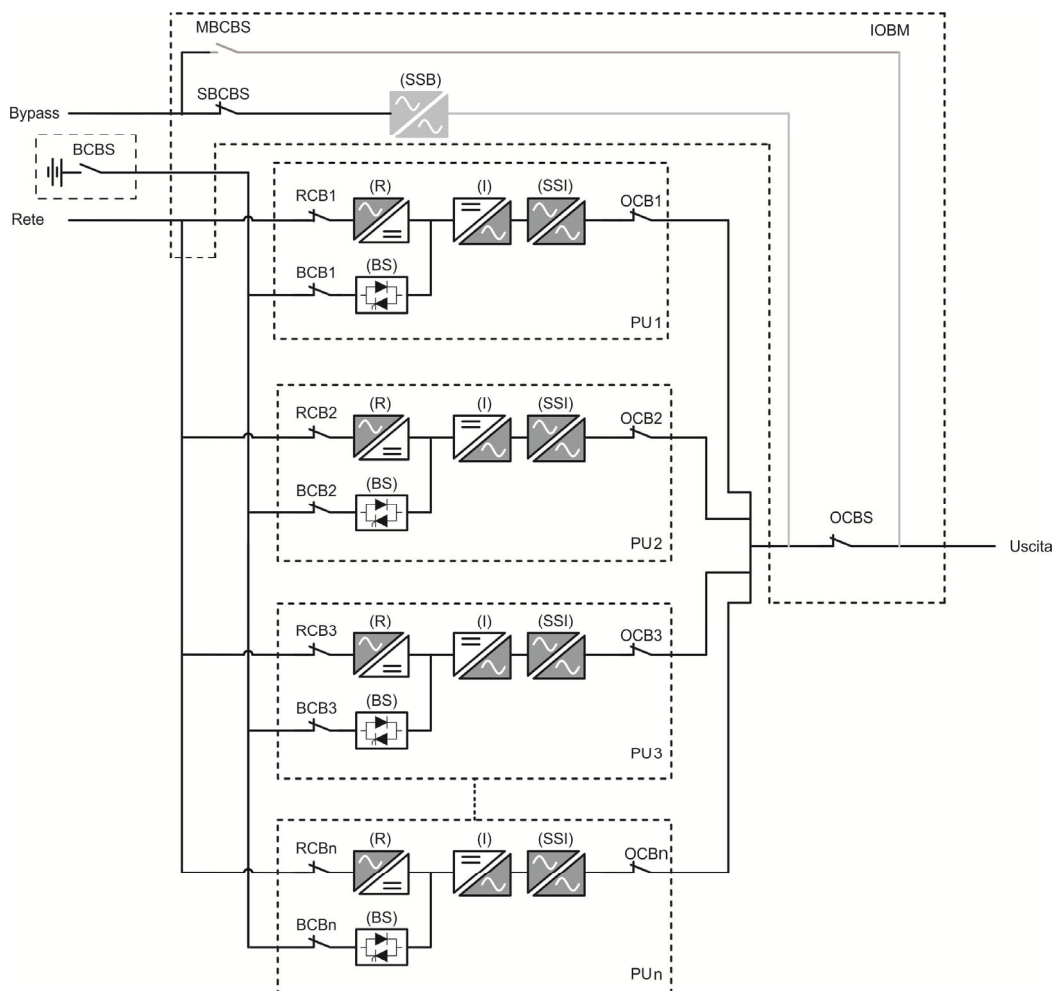 MBCBS
IOBM
(SSB)
SBCBS
Bypass
BCBS
RCB1
(R)
(I)
(SSI)
OCB1
Rete
BCB1
(BS)
PU1
RCB2
(R)
(I)
(SSI)
OCB2
BCB2
(BS)
PU2
OCBS
Uscita
RCB3
(R)
(I)
(SSI)
OCB3
BCB3
(BS)
PU3
RCBn
(R)
(I)
(SSI)
OCBn
BCBn
(BS)
PUn